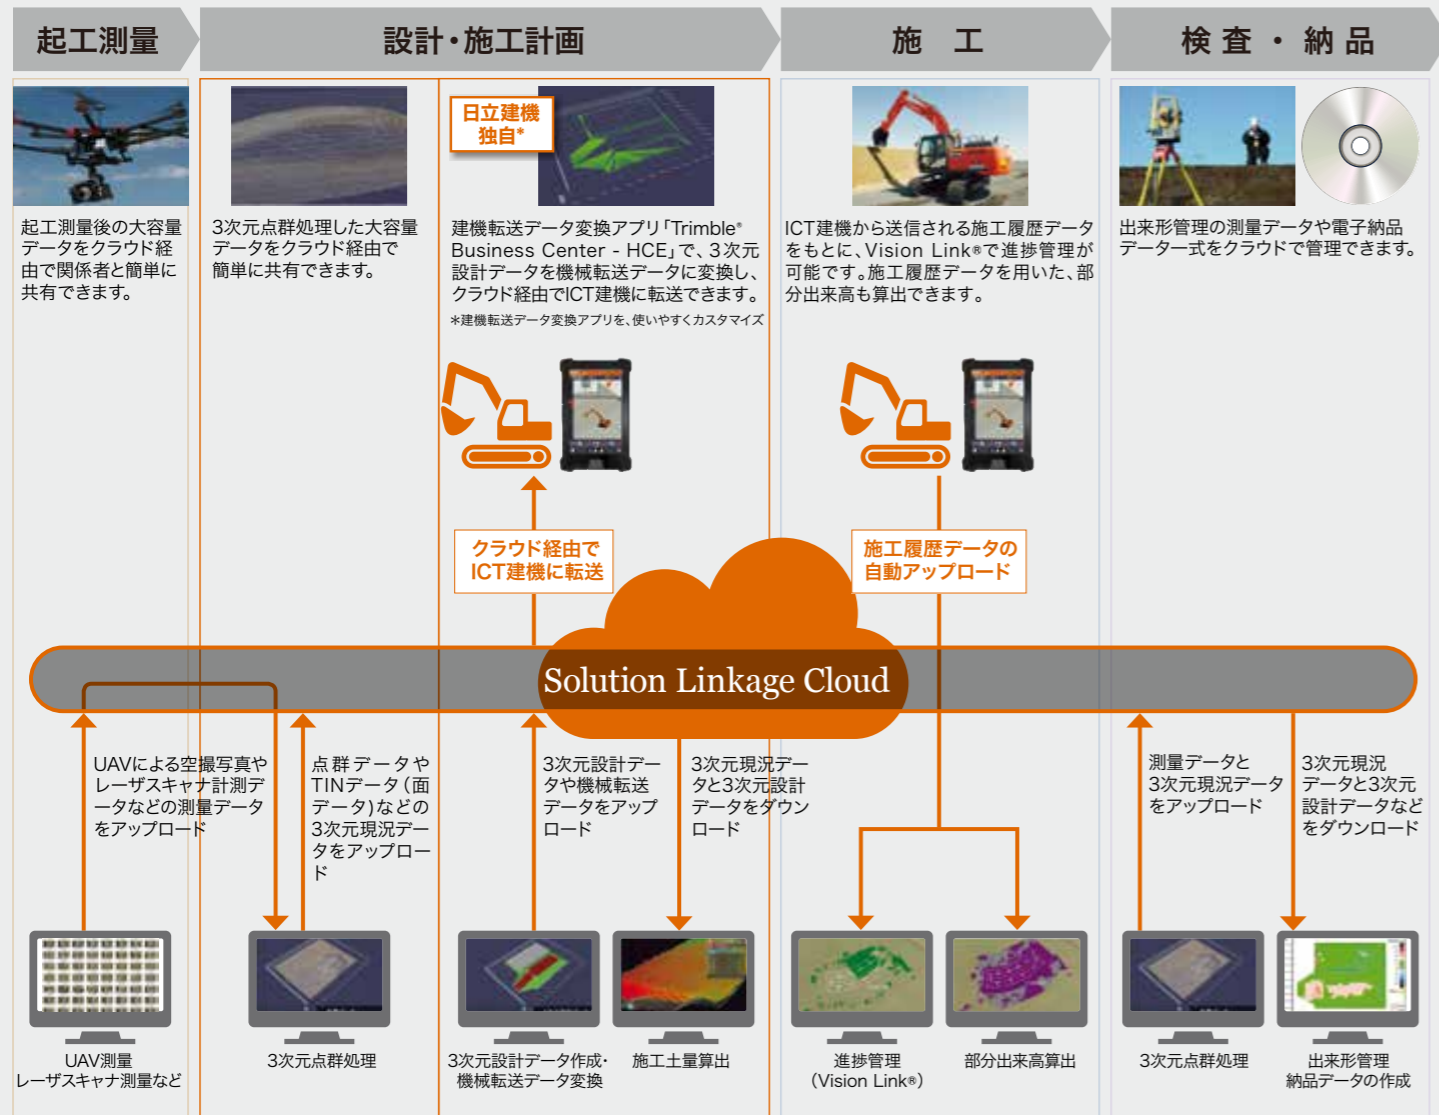 起工測量
設計・施工計画
施 工
検 査 ・ 納 品
起工測量後の大容量
データをクラウド経
由で関係者と簡単に
共有できます。
3次元点群処理した大容量
データをクラウド経由で
簡単に共有できます。
日立建機
独自*
建機転送データ変換アプリ「Trimble®
Business Center - HCE」で、3次元
設計データを機械転送データに変換し、
クラウド経由でICT建機に転送できます。
*建機転送データ変換アプリを、使いやすくカスタマイズ
ICT建機から送信される施工履歴データ
をもとに、Vision Link®で進捗管理が
可能です。施工履歴データを用いた、部
分出来高も算出できます。
出来形管理の測量データや電子納品
データ一式をクラウドで管理できます。
クラウド経由で
ICT建機に転送
施工履歴データの
自動アップロード
Solution Linkage Cloud
UAVによる空撮写真や
レーザスキャナ計測デ
ータなどの測量データ
をアップロード
点群データや
TINデータ(面
データ)などの
3次元現況デー
タをアップロー
ド
3次元設計デー
タや機械転送
データをアップ
ロード
3次元現況デー
タと3次元設計
データをダウン
ロード
測量データと
3次元現況データ
をアップロード
3次元現況
データと3次元
設計データなど
をダウンロード
UAV測量
レーザスキャナ測量など
3次元点群処理
3次元設計データ作成・
機械転送データ変換
施工土量算出
進捗管理
(Vision Link®)
部分出来高算出
3次元点群処理
出来形管理
納品データの作成